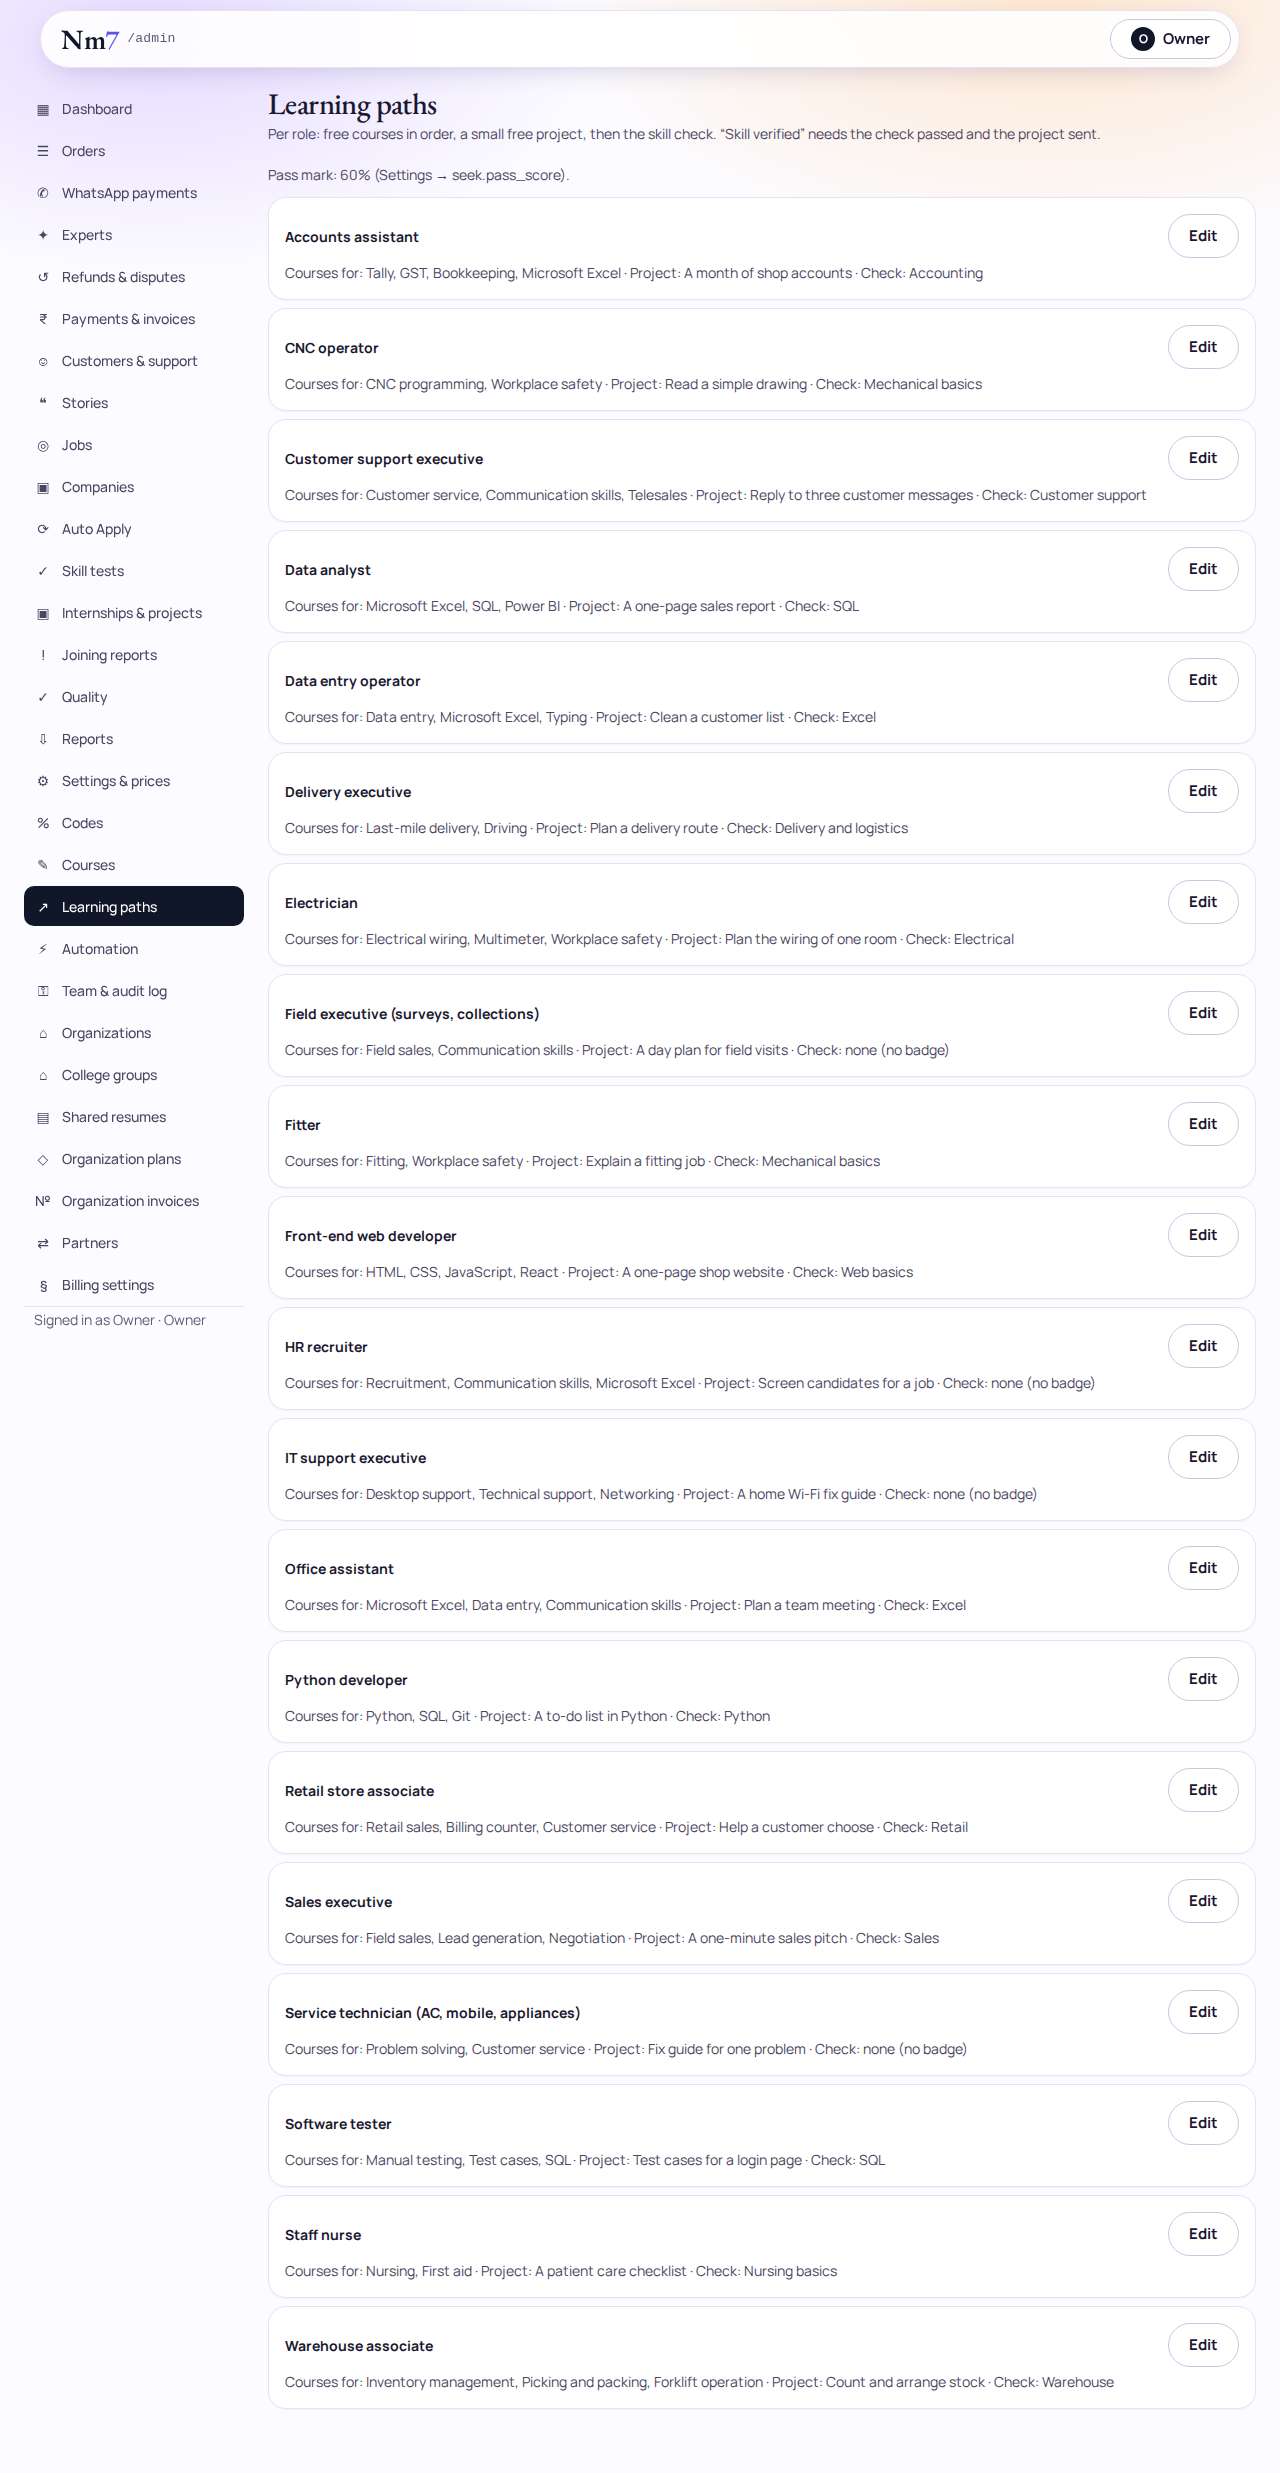 Nm7 /admin
O Owner
▦ Dashboard
☰ Orders
✆ WhatsApp payments
✦ Experts
↺ Refunds & disputes
₹ Payments & invoices
☺ Customers & support
❝ Stories
◎ Jobs
▣ Companies
⟳ Auto Apply
✓ Skill tests
▣ Internships & projects
! Joining reports
✓ Quality
⇩ Reports
⚙ Settings & prices
% Codes
✎ Courses
↗ Learning paths
⚡ Automation
⚿ Team & audit log
⌂ Organizations
⌂ College groups
▤ Shared resumes
◇ Organization plans
№ Organization invoices
⇄ Partners
§ Billing settings
Signed in as Owner · Owner
Learning paths
Per role: free courses in order, a small free project, then the skill check. “Skill verified” needs the check passed and the project sent.
Pass mark: 60% (Settings → seek.pass_score).
Accounts assistant
Edit
Courses for: Tally, GST, Bookkeeping, Microsoft Excel · Project: A month of shop accounts · Check: Accounting
CNC operator
Edit
Courses for: CNC programming, Workplace safety · Project: Read a simple drawing · Check: Mechanical basics
Customer support executive
Edit
Courses for: Customer service, Communication skills, Telesales · Project: Reply to three customer messages · Check: Customer support
Data analyst
Edit
Courses for: Microsoft Excel, SQL, Power BI · Project: A one-page sales report · Check: SQL
Data entry operator
Edit
Courses for: Data entry, Microsoft Excel, Typing · Project: Clean a customer list · Check: Excel
Delivery executive
Edit
Courses for: Last-mile delivery, Driving · Project: Plan a delivery route · Check: Delivery and logistics
Electrician
Edit
Courses for: Electrical wiring, Multimeter, Workplace safety · Project: Plan the wiring of one room · Check: Electrical
Field executive (surveys, collections)
Edit
Courses for: Field sales, Communication skills · Project: A day plan for field visits · Check: none (no badge)
Fitter
Edit
Courses for: Fitting, Workplace safety · Project: Explain a fitting job · Check: Mechanical basics
Front-end web developer
Edit
Courses for: HTML, CSS, JavaScript, React · Project: A one-page shop website · Check: Web basics
HR recruiter
Edit
Courses for: Recruitment, Communication skills, Microsoft Excel · Project: Screen candidates for a job · Check: none (no badge)
IT support executive
Edit
Courses for: Desktop support, Technical support, Networking · Project: A home Wi-Fi fix guide · Check: none (no badge)
Office assistant
Edit
Courses for: Microsoft Excel, Data entry, Communication skills · Project: Plan a team meeting · Check: Excel
Python developer
Edit
Courses for: Python, SQL, Git · Project: A to-do list in Python · Check: Python
Retail store associate
Edit
Courses for: Retail sales, Billing counter, Customer service · Project: Help a customer choose · Check: Retail
Sales executive
Edit
Courses for: Field sales, Lead generation, Negotiation · Project: A one-minute sales pitch · Check: Sales
Service technician (AC, mobile, appliances)
Edit
Courses for: Problem solving, Customer service · Project: Fix guide for one problem · Check: none (no badge)
Software tester
Edit
Courses for: Manual testing, Test cases, SQL · Project: Test cases for a login page · Check: SQL
Staff nurse
Edit
Courses for: Nursing, First aid · Project: A patient care checklist · Check: Nursing basics
Warehouse associate
Edit
Courses for: Inventory management, Picking and packing, Forklift operation · Project: Count and arrange stock · Check: Warehouse